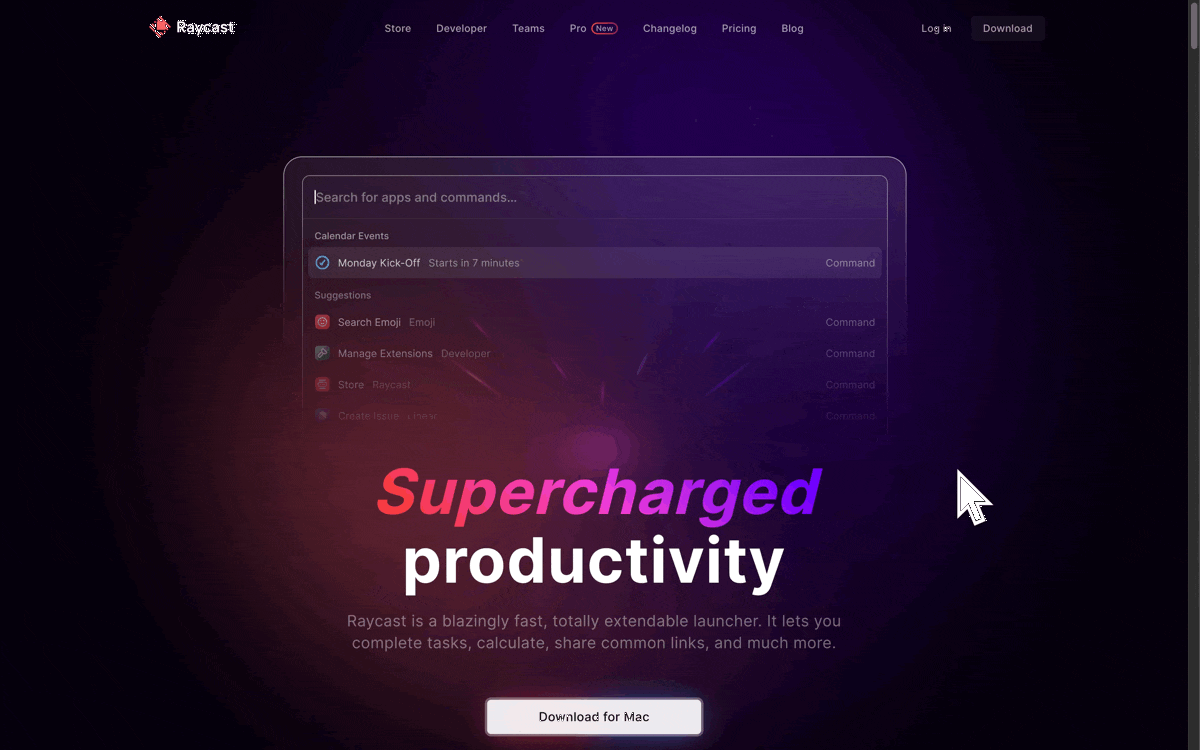 Raycast
Store Developer Teams Pro New Changelog Pricing Blog
Log in Download
Search for apps and commands...
Calendar Events
Monday Kick-Off Starts in 7 minutes Command
Suggestions
Search Emoji Emoji Command
Manage Extensions Developer Command
Store Raycast Command
Create Issue Linear Command
Supercharged
productivity
Raycast is a blazingly fast, totally extendable launcher. It lets you
complete tasks, calculate, share common links, and much more.
Download for Mac